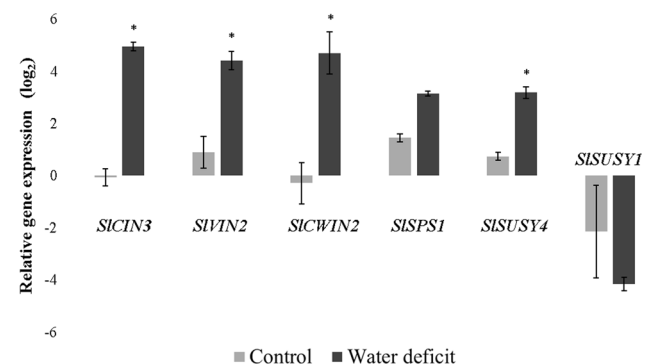 Relative gene expression (log2)
6
4
2
0
-2
-4
-6
* * * *
SlSUSY1
SlCIN3 SlVIN2 SlCWIN2 SlSPS1 SlSUSY4
Control Water deficit